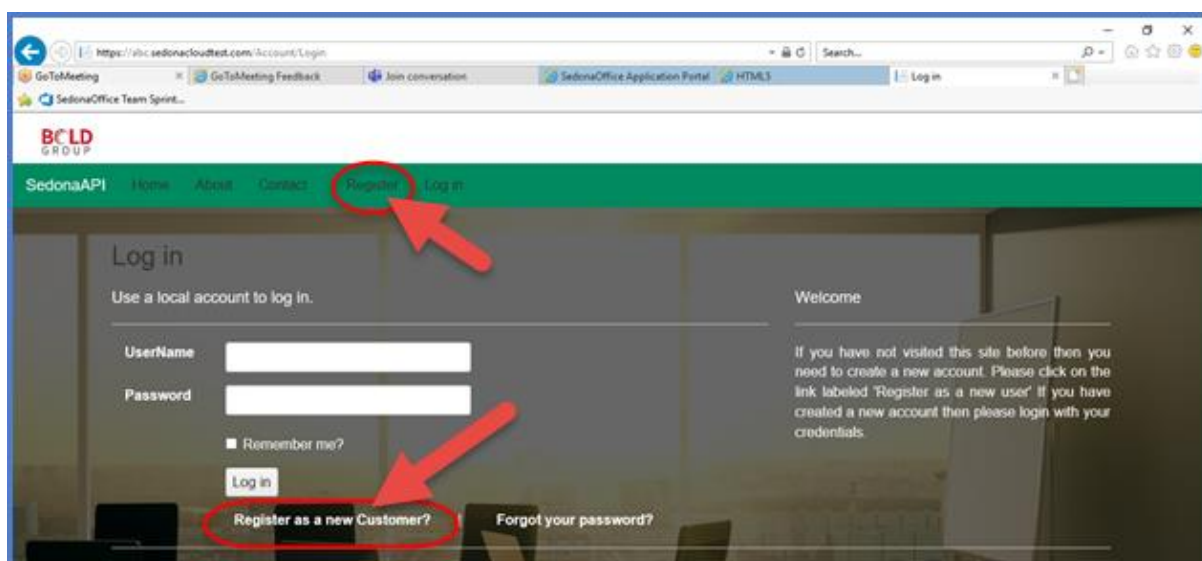 https://abc.sedonacloudtest.com/Account/Login
Search...
GoToMeeting
GoToMeeting Feedback
Join conversation
SedonaOffice Application Portal
HTML5
Log in
SedonaOffice Team Sprint...
BOLD
GROUP
SedonaAPI Home About Contact Register Log in
Log in
Use a local account to log in.
UserName
Password
Remember me?
Log in
Register as a new Customer?
Forgot your password?
Welcome
If you have not visited this site before then you
need to create a new account. Please click on the
link labeled 'Register as a new user' If you have
created a new account then please login with your
credentials.